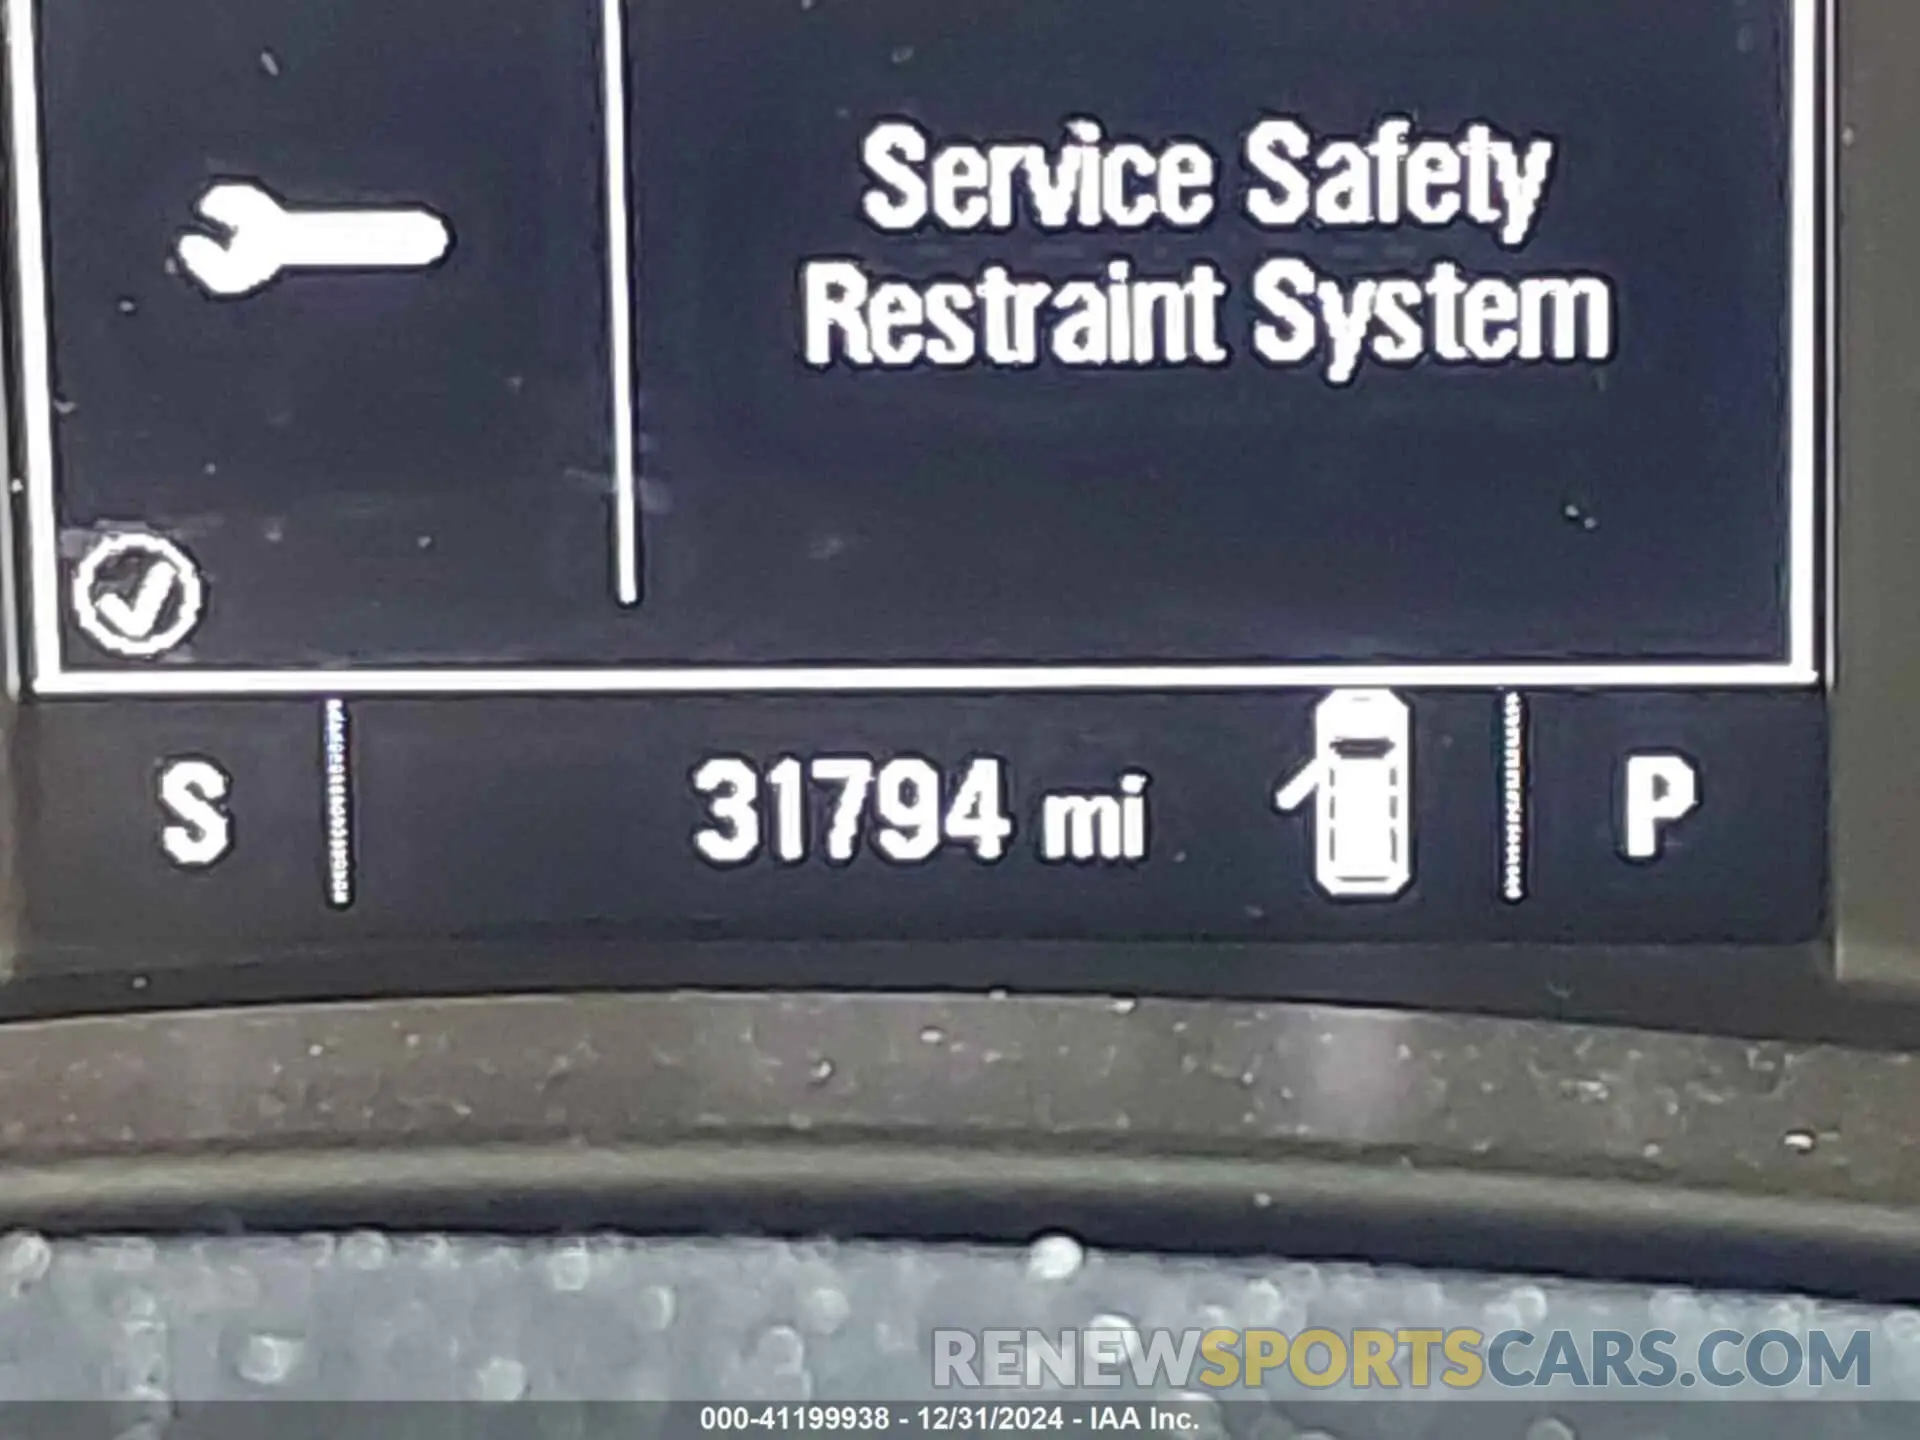 Service Safety
Restraint System
S 31794 mi P
RENEWSPORTSCARS.COM
000-41199938 - 12/31/2024 - IAA Inc.